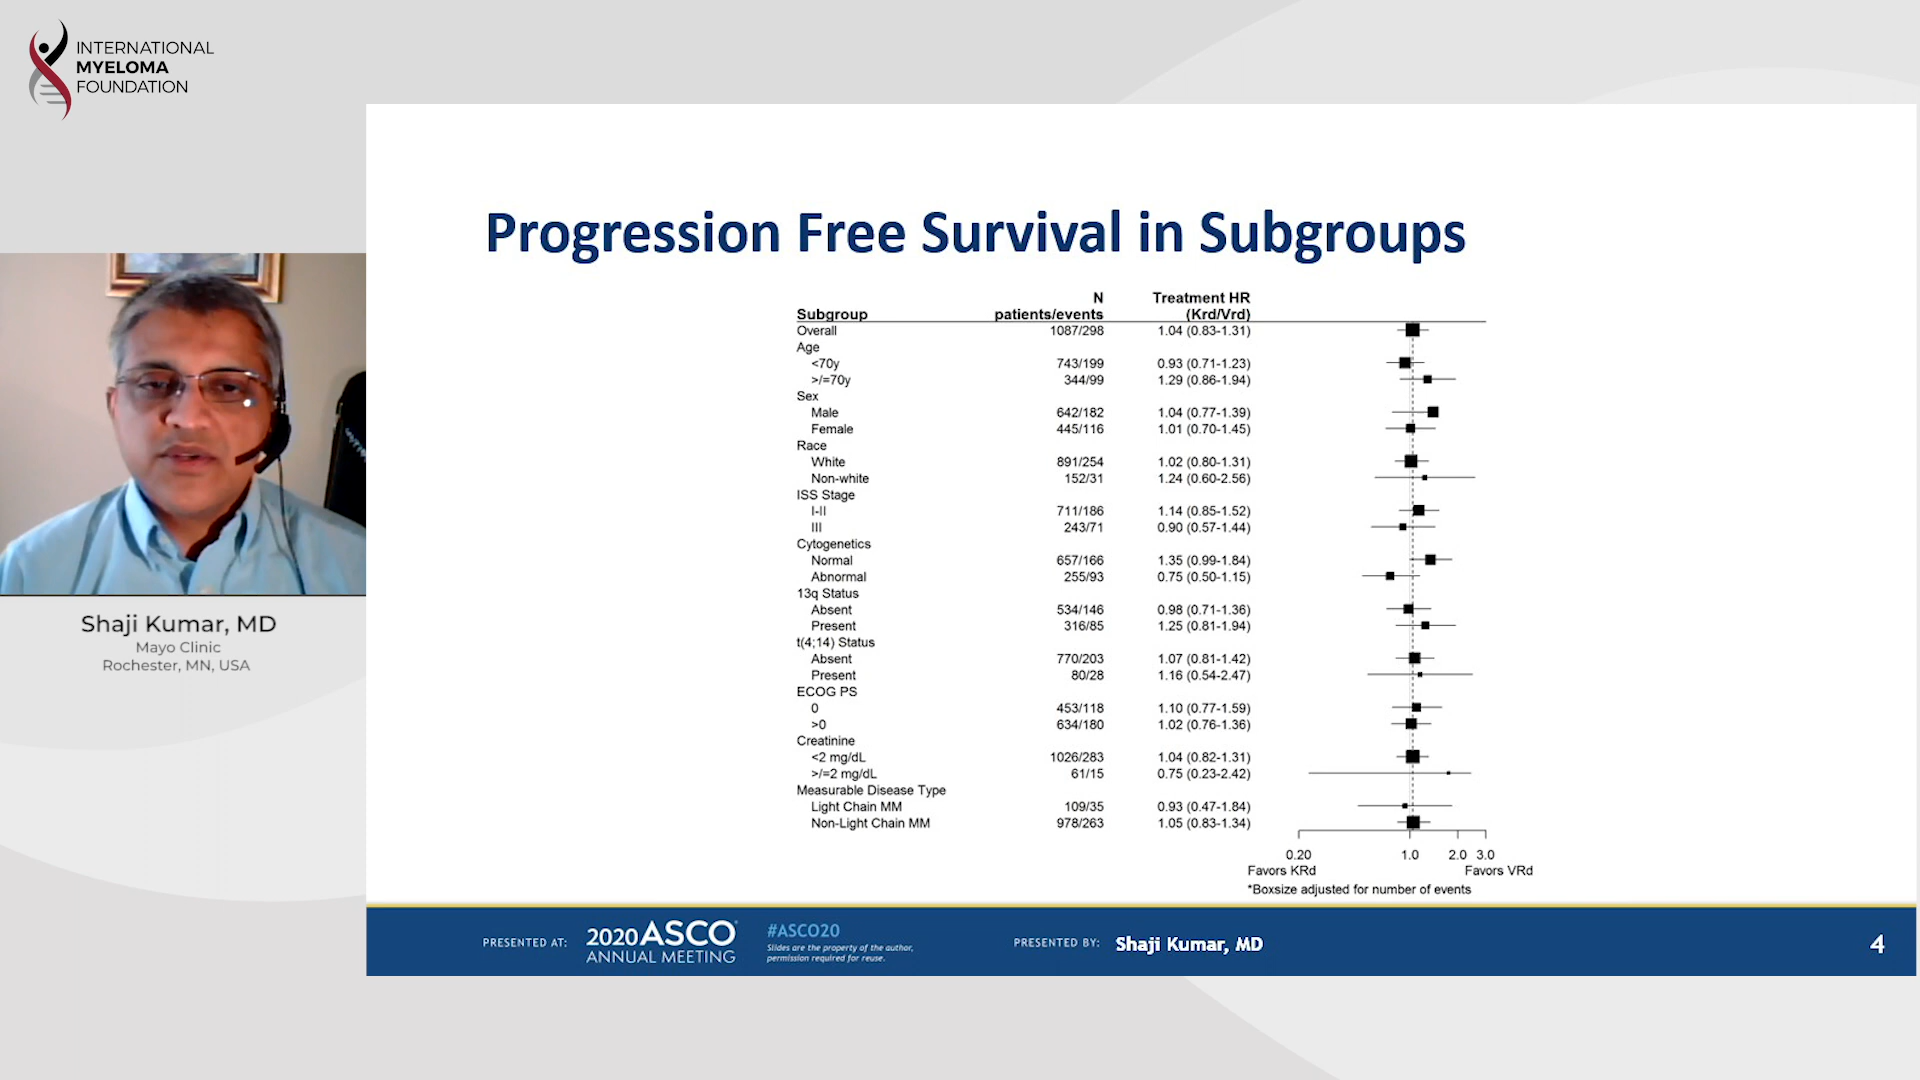 INTERNATIONAL
MYELOMA
FOUNDATION
Shaji Kumar, MD
Mayo Clinic
Rochester, MN, USA
Progression Free Survival in Subgroups
N Treatment HR
Subgroup patients/events (Krd/Vrd)
Overall 1087/298 1.04 (0.83-1.31)
Age
<70y 743/199 0.93 (0.71-1.23)
>/=70y 344/99 1.29 (0.86-1.94)
Sex
Male 642/182 1.04 (0.77-1.39)
Female 445/116 1.01 (0.70-1.45)
Race
White 891/254 1.02 (0.80-1.31)
Non-white 152/31 1.24 (0.60-2.56)
ISS Stage
I-II 711/186 1.14 (0.85-1.52)
III 243/71 0.90 (0.57-1.44)
Cytogenetics
Normal 657/166 1.35 (0.99-1.84)
Abnormal 255/93 0.75 (0.50-1.15)
13q Status
Absent 534/146 0.98 (0.71-1.36)
Present 316/85 1.25 (0.81-1.94)
t(4;14) Status
Absent 770/203 1.07 (0.81-1.42)
Present 80/28 1.16 (0.54-2.47)
ECOG PS
0 453/118 1.10 (0.77-1.59)
>0 634/180 1.02 (0.76-1.36)
Creatinine
<2 mg/dL 1026/283 1.04 (0.82-1.31)
>/=2 mg/dL 61/15 0.75 (0.23-2.42)
Measurable Disease Type
Light Chain MM 109/35 0.93 (0.47-1.84)
Non-Light Chain MM 978/263 1.05 (0.83-1.34)
0.20 1.0 2.0 3.0
Favors KRd Favors VRd
*Boxsize adjusted for number of events
PRESENTED AT: 2020 ASCO
ANNUAL MEETING
#ASCO20
Slides are the property of the author,
permission required for reuse.
PRESENTED BY: Shaji Kumar, MD
4